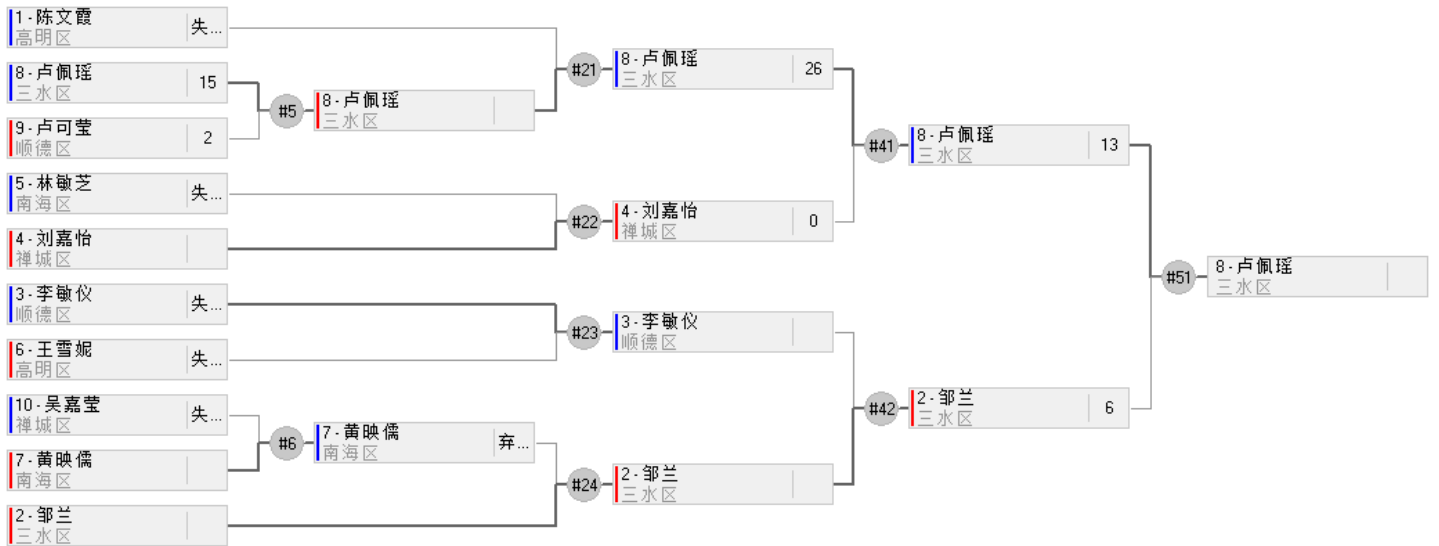 1-陈文霞
高明区
失...
8-卢佩瑶
三水区
15
9-卢可莹
顺德区
2
5-林敏芝
南海区
失...
4-刘嘉怡
禅城区
3-李敏仪
顺德区
失...
6-王雪妮
高明区
失...
10-吴嘉莹
禅城区
失...
7-黄映儒
南海区
2-邹兰
三水区
#5
8-卢佩瑶
三水区
#6
7-黄映儒
南海区
弃...
#21
8-卢佩瑶
三水区
26
#22
4-刘嘉怡
禅城区
0
#23
3-李敏仪
顺德区
#24
2-邹兰
三水区
#41
8-卢佩瑶
三水区
13
#42
2-邹兰
三水区
6
#51
8-卢佩瑶
三水区